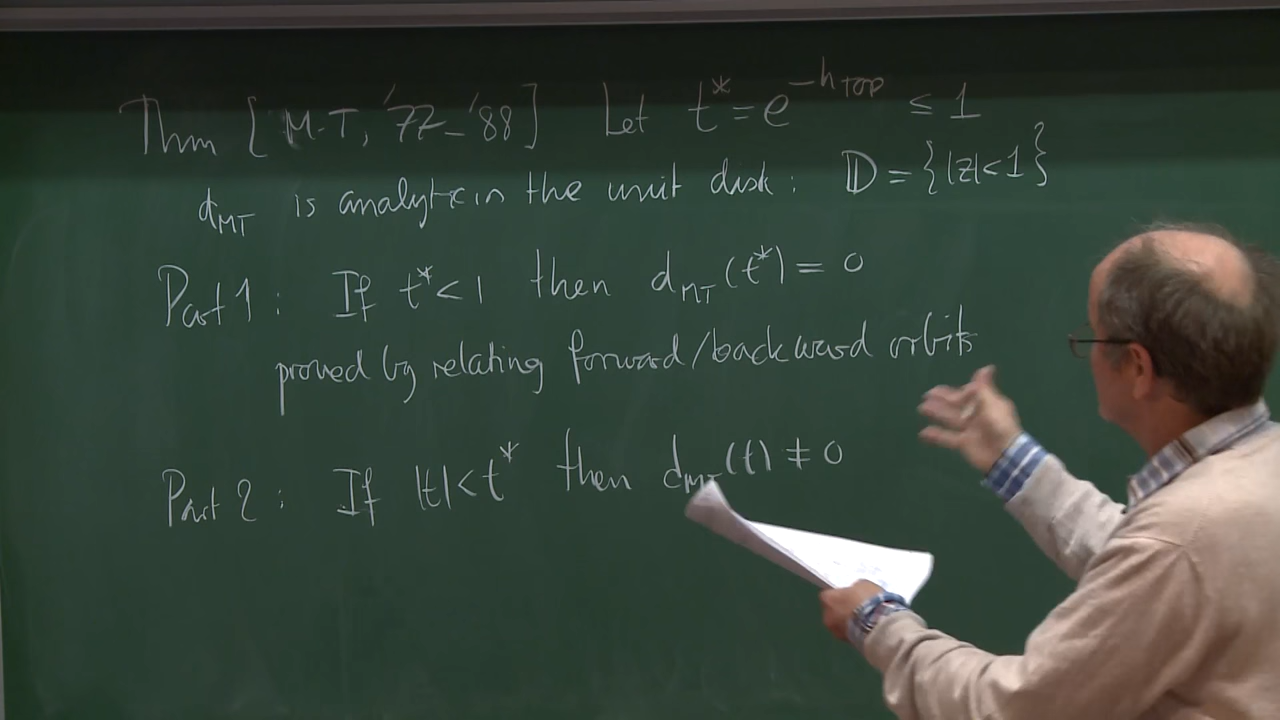 Thm [M-T, '77-'88] Let t* = e^{-h_top} ≤ 1
d_MT is analytic in the unit disk : 𝔻 = {|z|<1}
Part 1 : If t* < 1 then d_MT(t*) = 0
proved by relating forward/backward orbits
Part 2 : If |t| < t* then d_MT(t) ≠ 0